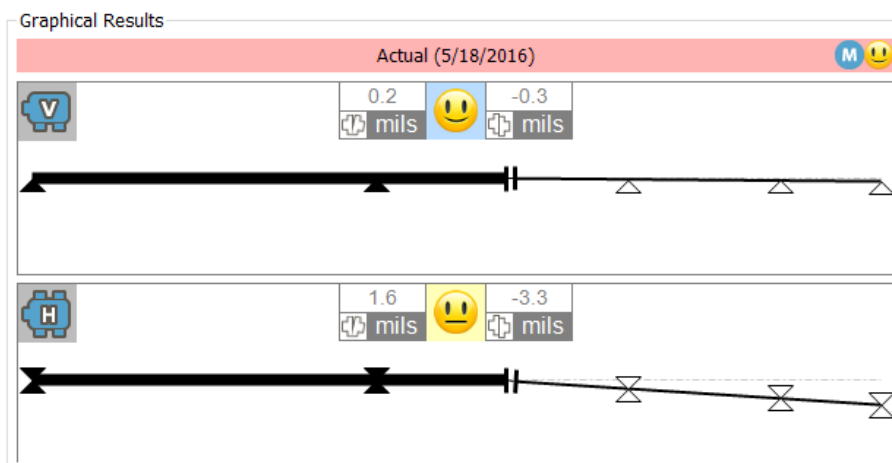 Graphical Results
Actual (5/18/2016)
M
V
0.2
-0.3
mils
mils
H
1.6
-3.3
mils
mils